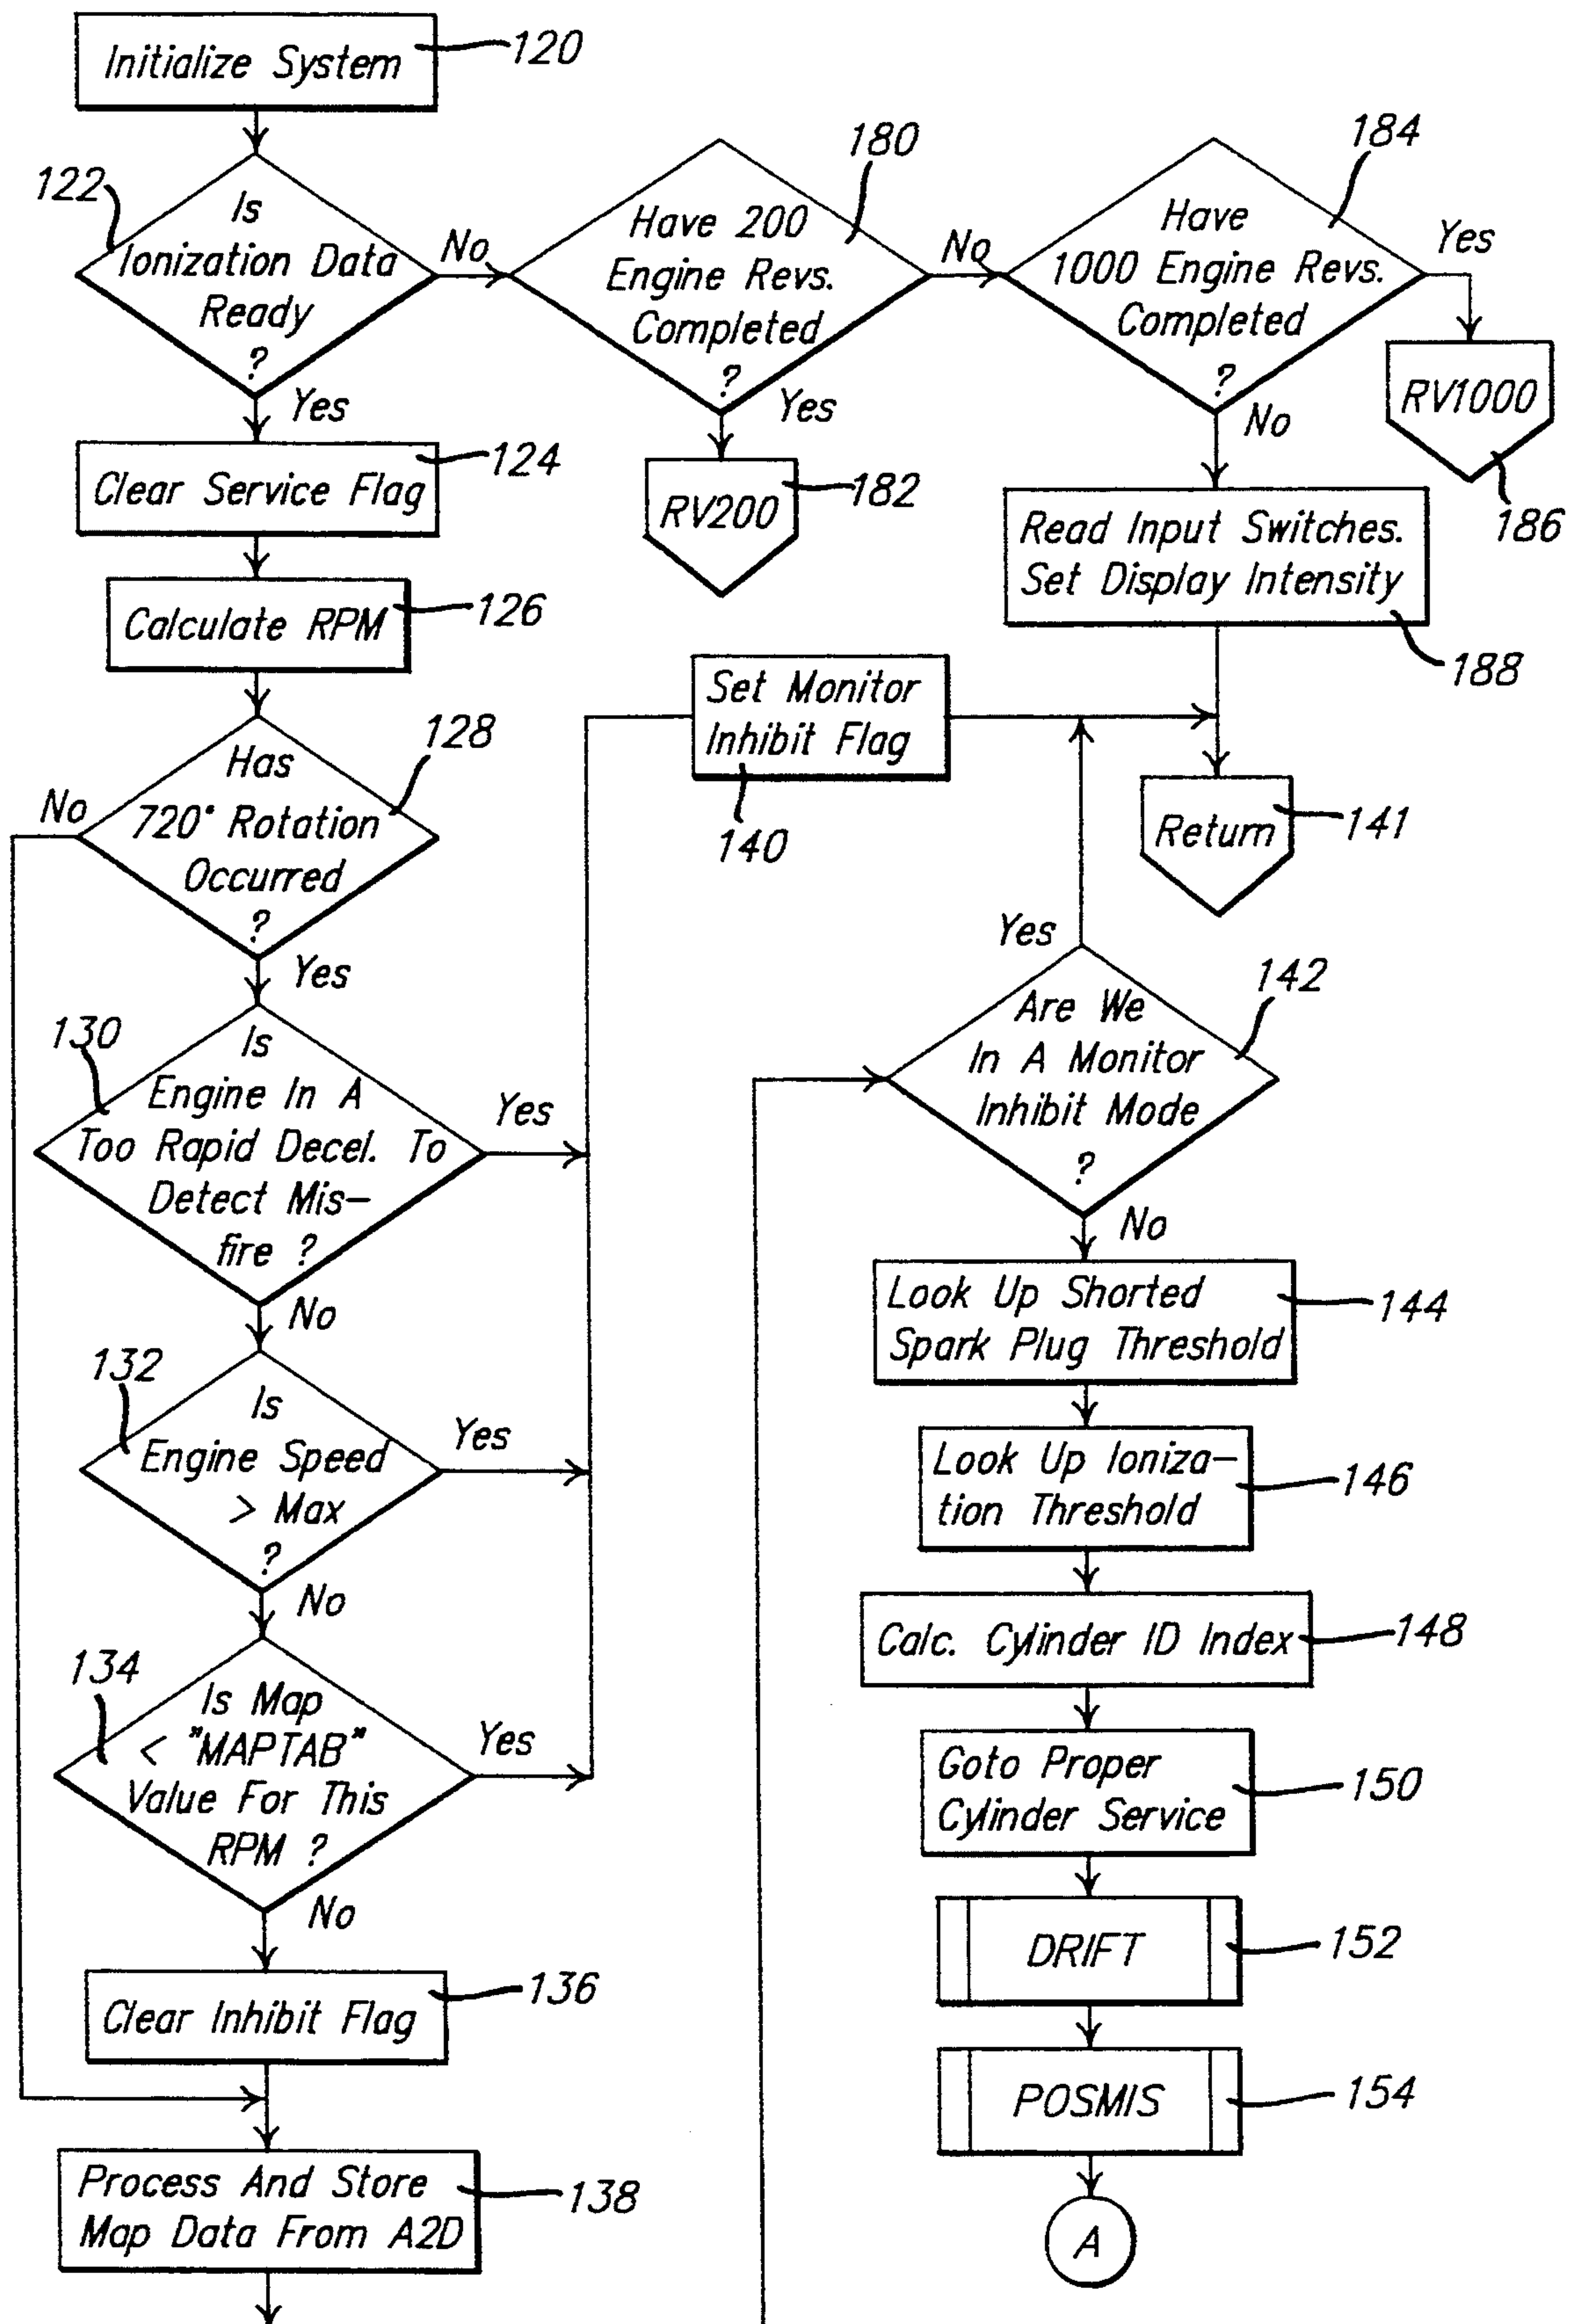 Initialize System
120
122
Is
Ionization Data
Ready
?
No
Yes
180
Have 200
Engine Revs.
Completed
?
No
Yes
184
Have
1000 Engine Revs.
Completed
?
Yes
No
RV1000
186
RV200
182
Clear Service Flag
124
Read Input Switches.
Set Display Intensity
188
Calculate RPM
126
Set Monitor
Inhibit Flag
140
Return
141
128
Has
720° Rotation
Occurred
?
No
Yes
130
Is
Engine In A
Too Rapid Decel. To
Detect Mis-
fire ?
Yes
No
132
Is
Engine Speed
> Max
?
Yes
No
134
Is Map
< "MAPTAB"
Value For This
RPM ?
Yes
No
Clear Inhibit Flag
136
Process And Store
Map Data From A2D
138
Yes
142
Are We
In A Monitor
Inhibit Mode
?
No
Look Up Shorted
Spark Plug Threshold
144
Look Up Ioniza-
tion Threshold
146
Calc. Cylinder ID Index
148
Goto Proper
Cylinder Service
150
DRIFT
152
POSMIS
154
A